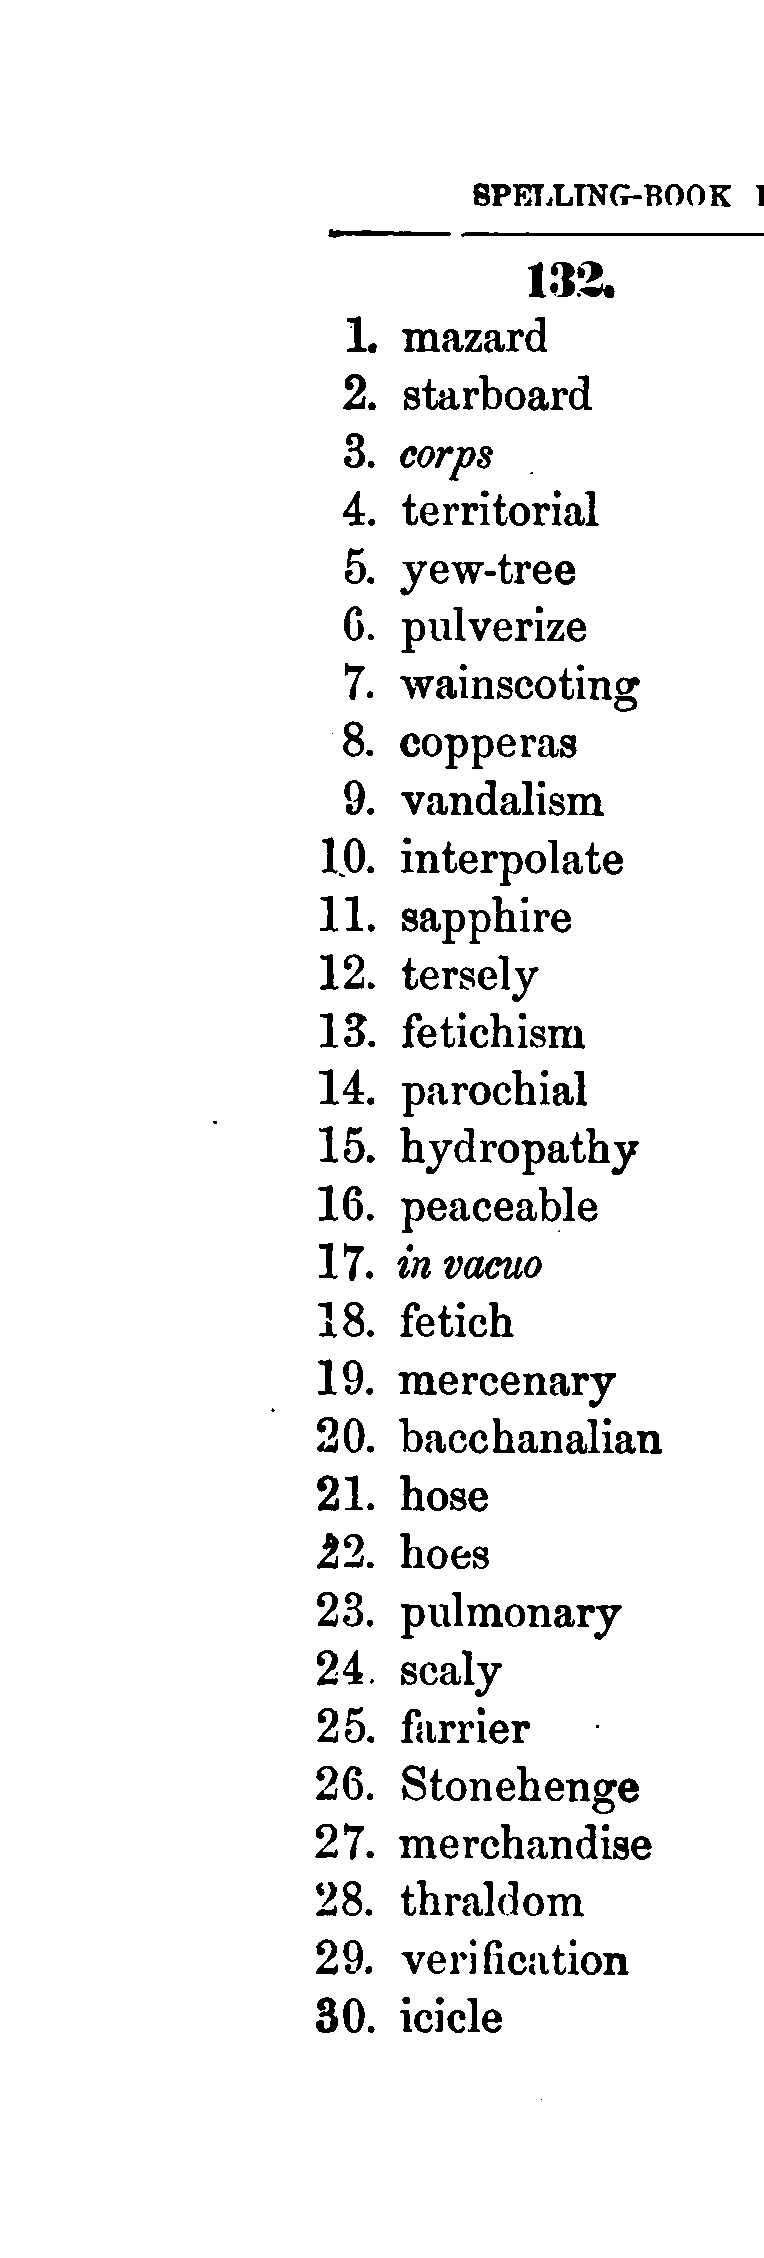 SPELLING-BOOK
132.
1. mazard
2. starboard
3. corps
4. territorial
5. yew-tree
6. pulverize
7. wainscoting
8. copperas
9. vandalism
10. interpolate
11. sapphire
12. tersely
13. fetichism
14. parochial
15. hydropathy
16. peaceable
17. in vacuo
18. fetich
19. mercenary
20. bacchanalian
21. hose
22. hoes
23. pulmonary
24. scaly
25. farrier
26. Stonehenge
27. merchandise
28. thraldom
29. verification
30. icicle